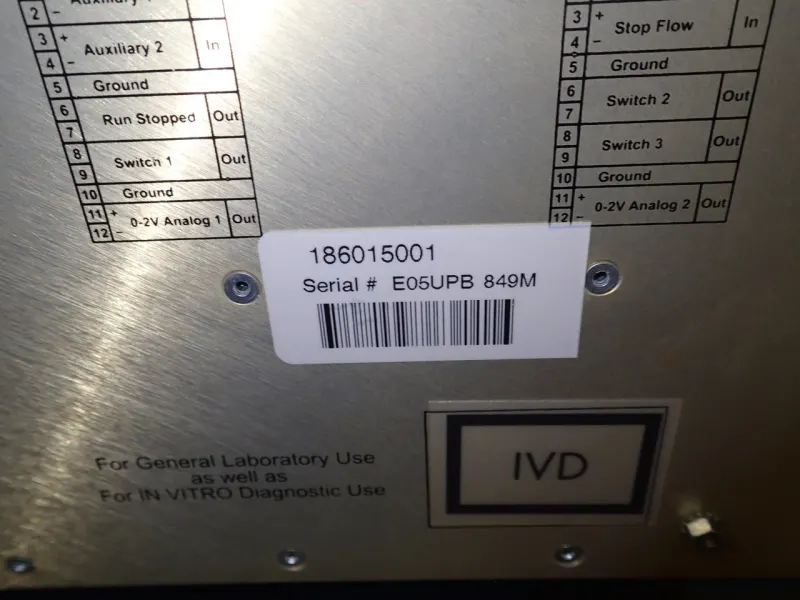 2 -
Auxiliary 1
3 +
4 -
Auxiliary 2
In
5 Ground
6
7
Run Stopped
Out
8
9
Switch 1
Out
10 Ground
11 +
12 -
0-2V Analog 1
Out
3 +
4 -
Stop Flow
In
5 Ground
6
7
Switch 2
Out
8
9
Switch 3
Out
10 Ground
11 +
12 -
0-2V Analog 2
Out
186015001
Serial # E05UPB 849M
For General Laboratory Use
as well as
For IN VITRO Diagnostic Use
IVD